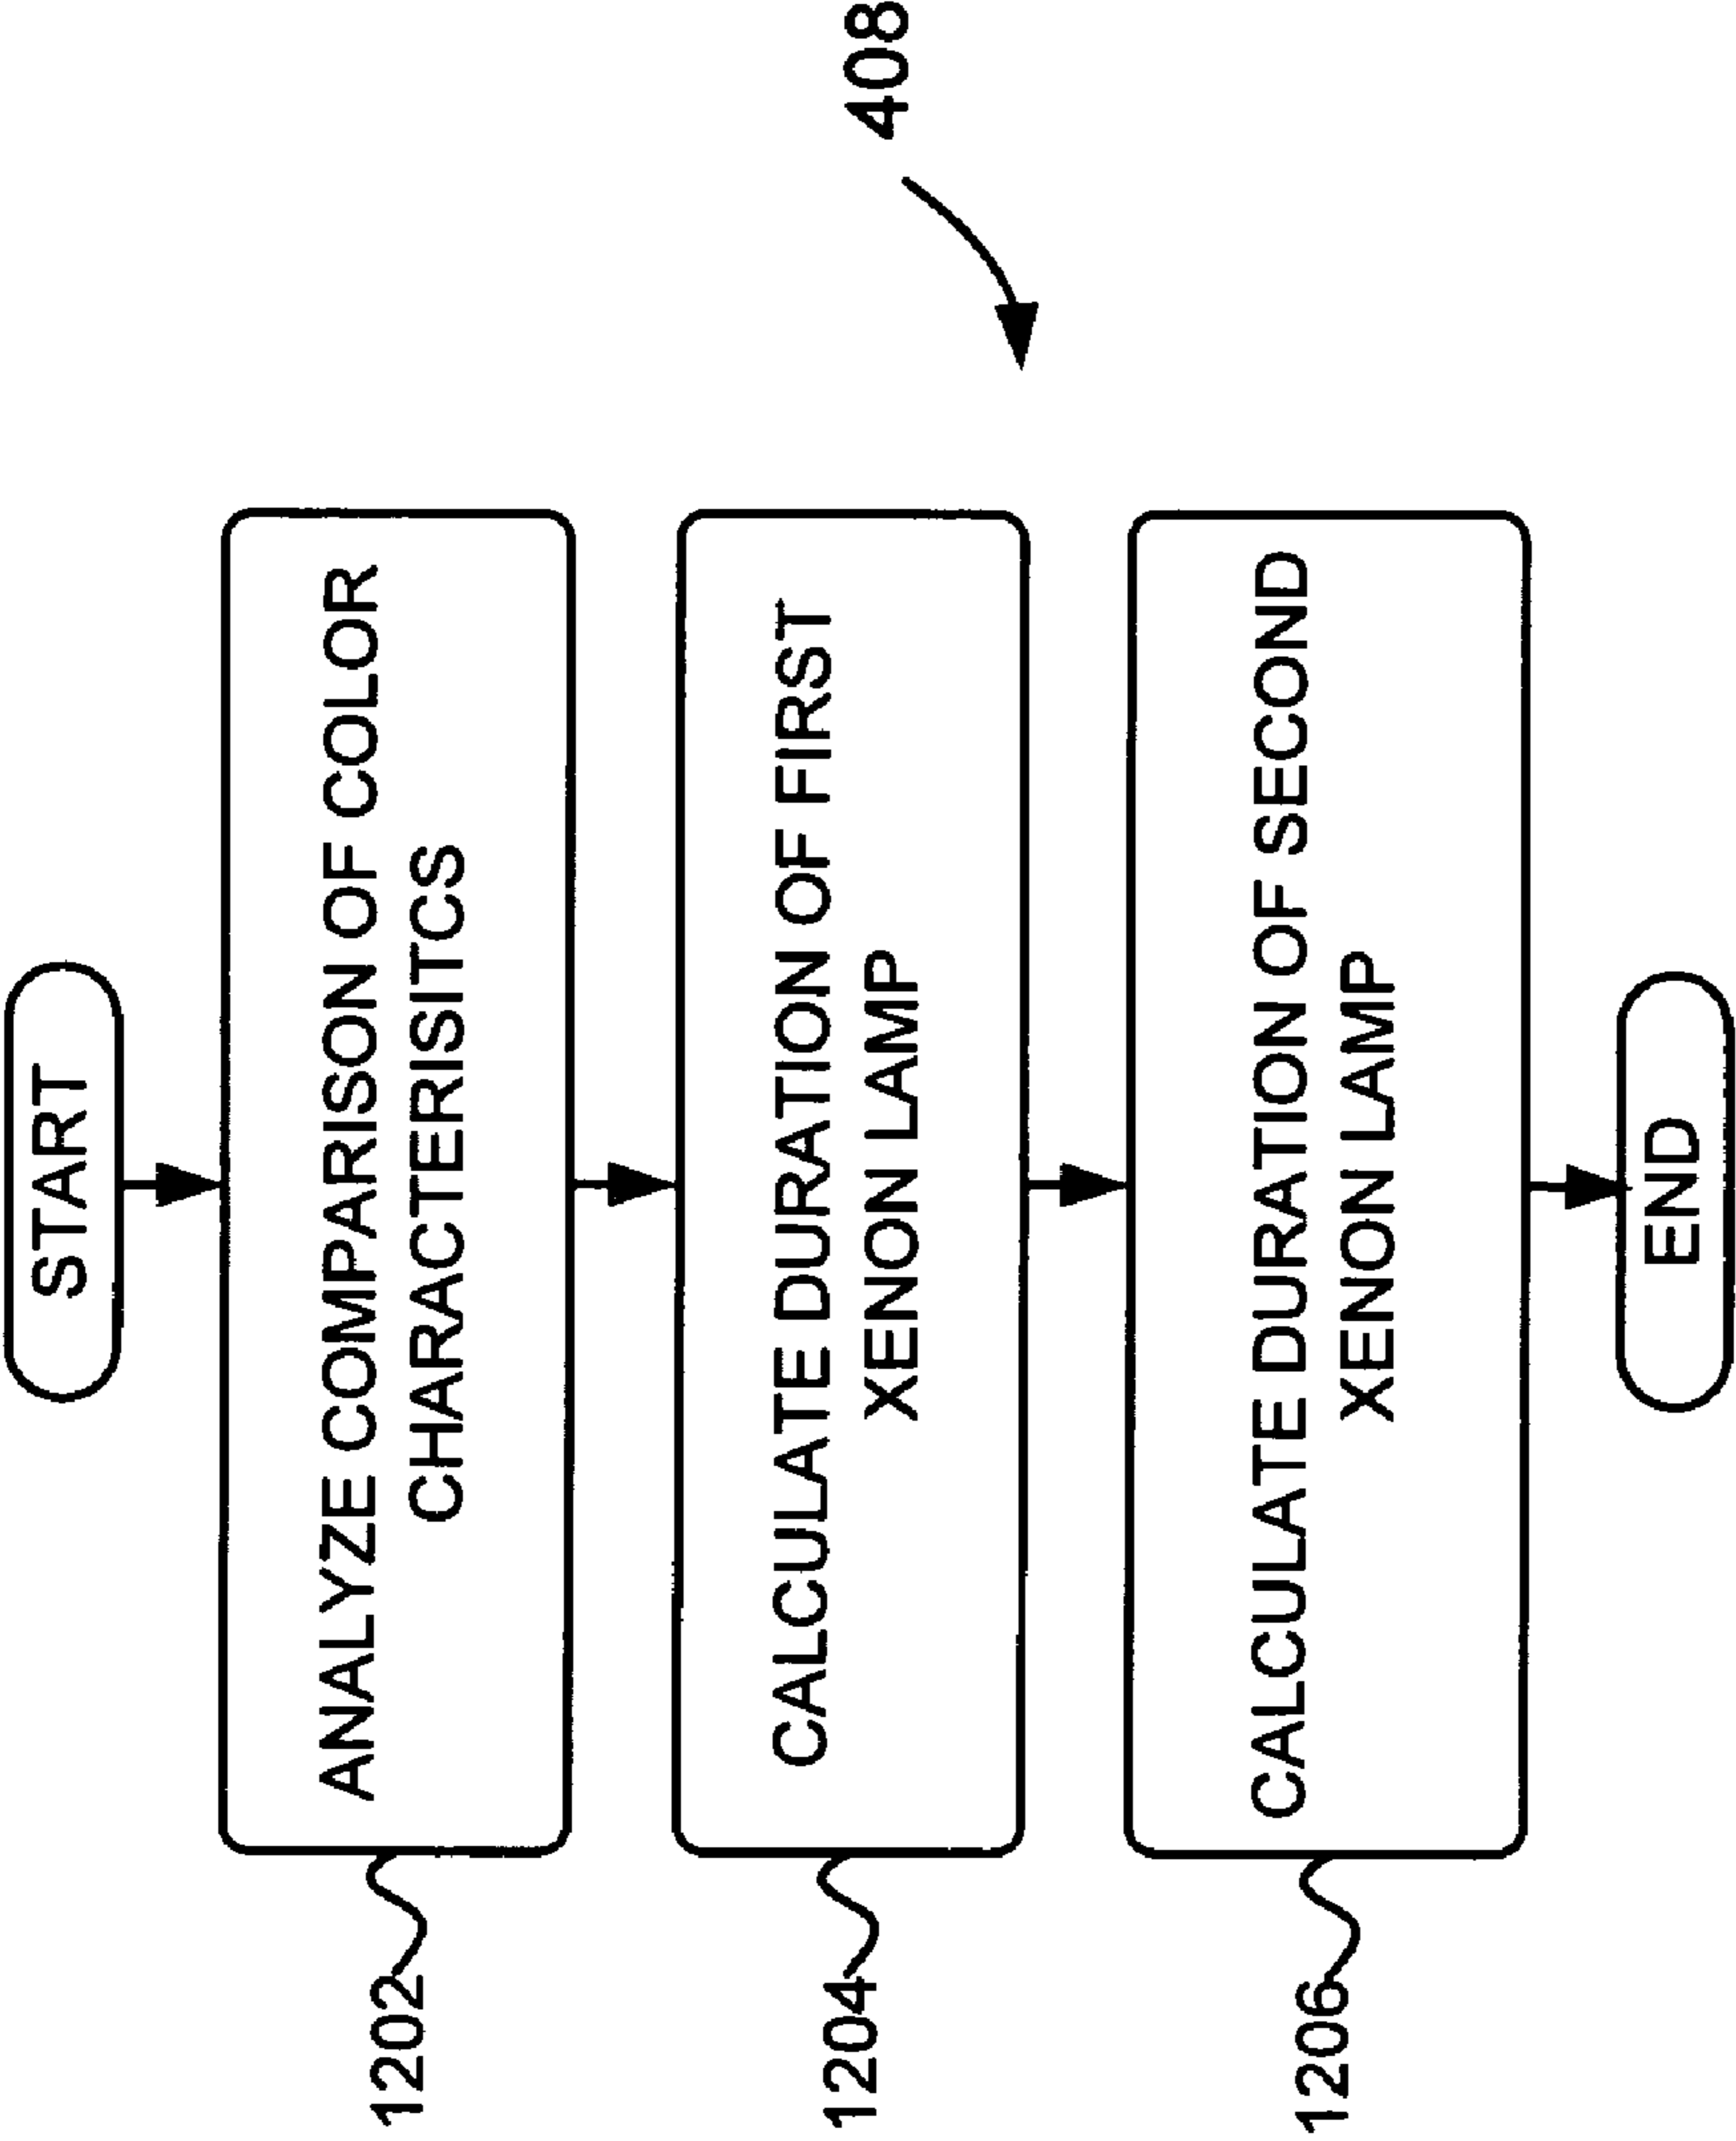 START
408
1202
ANALYZE COMPARISON OF COLOR
CHARACTERISITCS
1204
CALCULATE DURATION OF FIRST
XENON LAMP
1206
CALCULATE DURATION OF SECOND
XENON LAMP
END